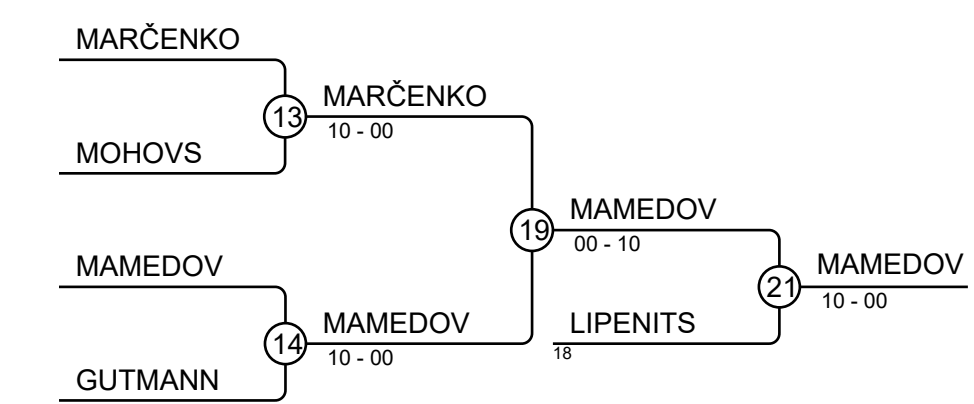 MARČENKO
13
MARČENKO
10 - 00
MOHOVS
19
MAMEDOV
00 - 10
MAMEDOV
21
MAMEDOV
10 - 00
14
MAMEDOV
10 - 00
LIPENITS
18
GUTMANN